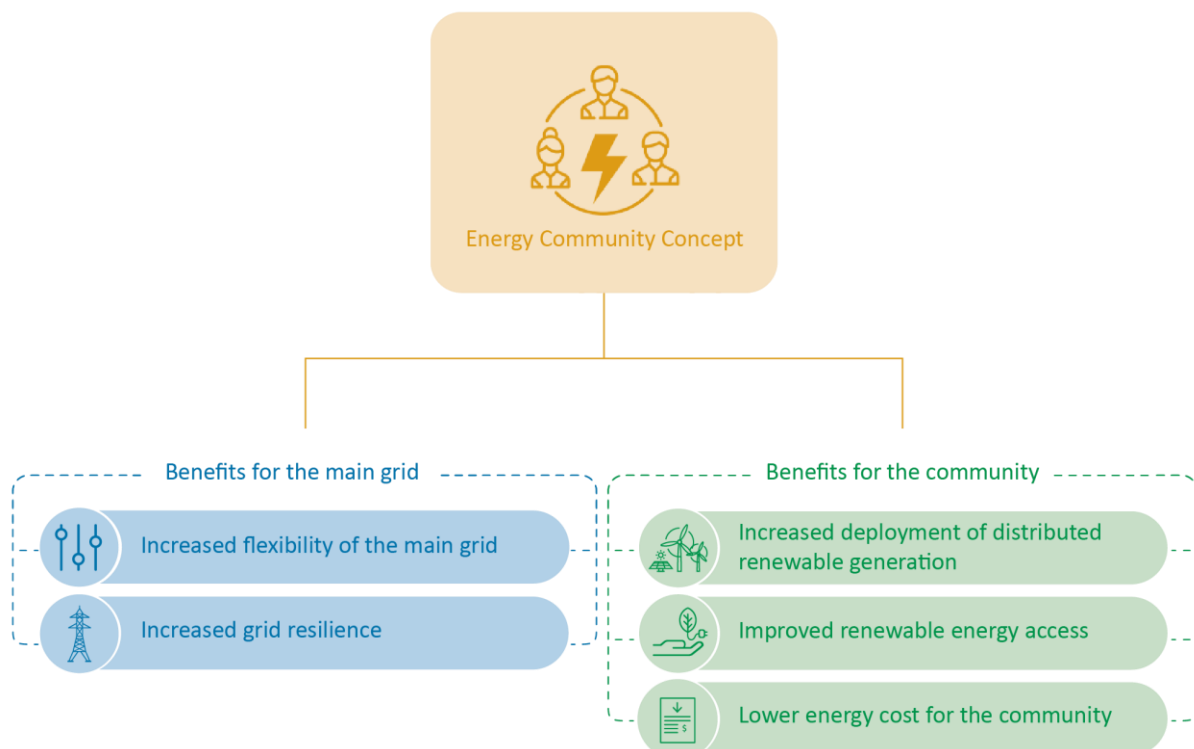 Energy Community Concept
Benefits for the main grid
Increased flexibility of the main grid
Increased grid resilience
Benefits for the community
Increased deployment of distributed
renewable generation
Improved renewable energy access
Lower energy cost for the community
$